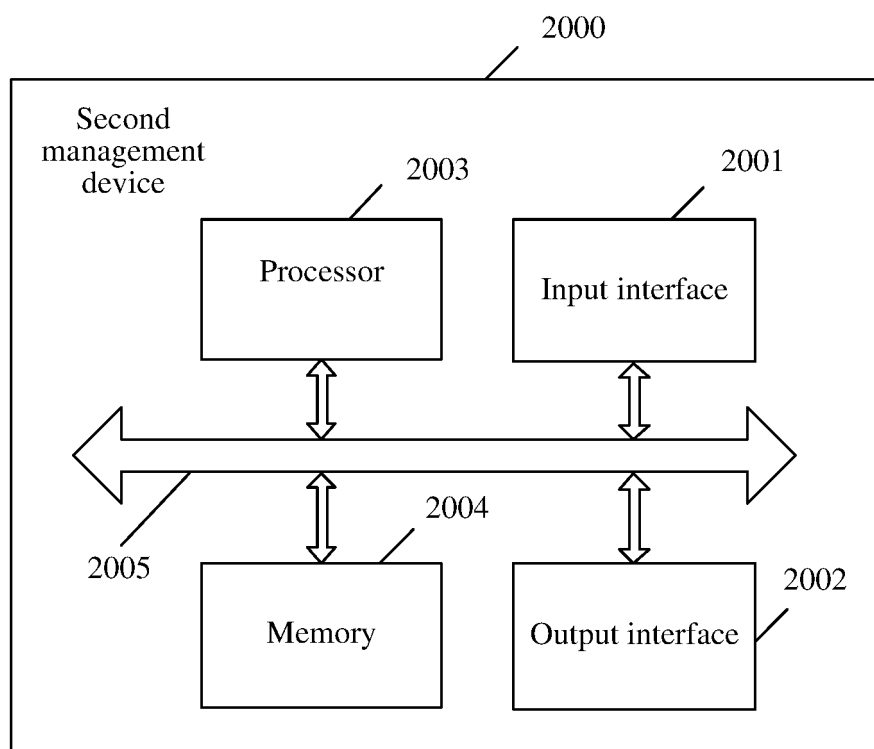 2000
Second
management
device
2003
2001
Processor
Input interface
2005
2004
2002
Memory
Output interface